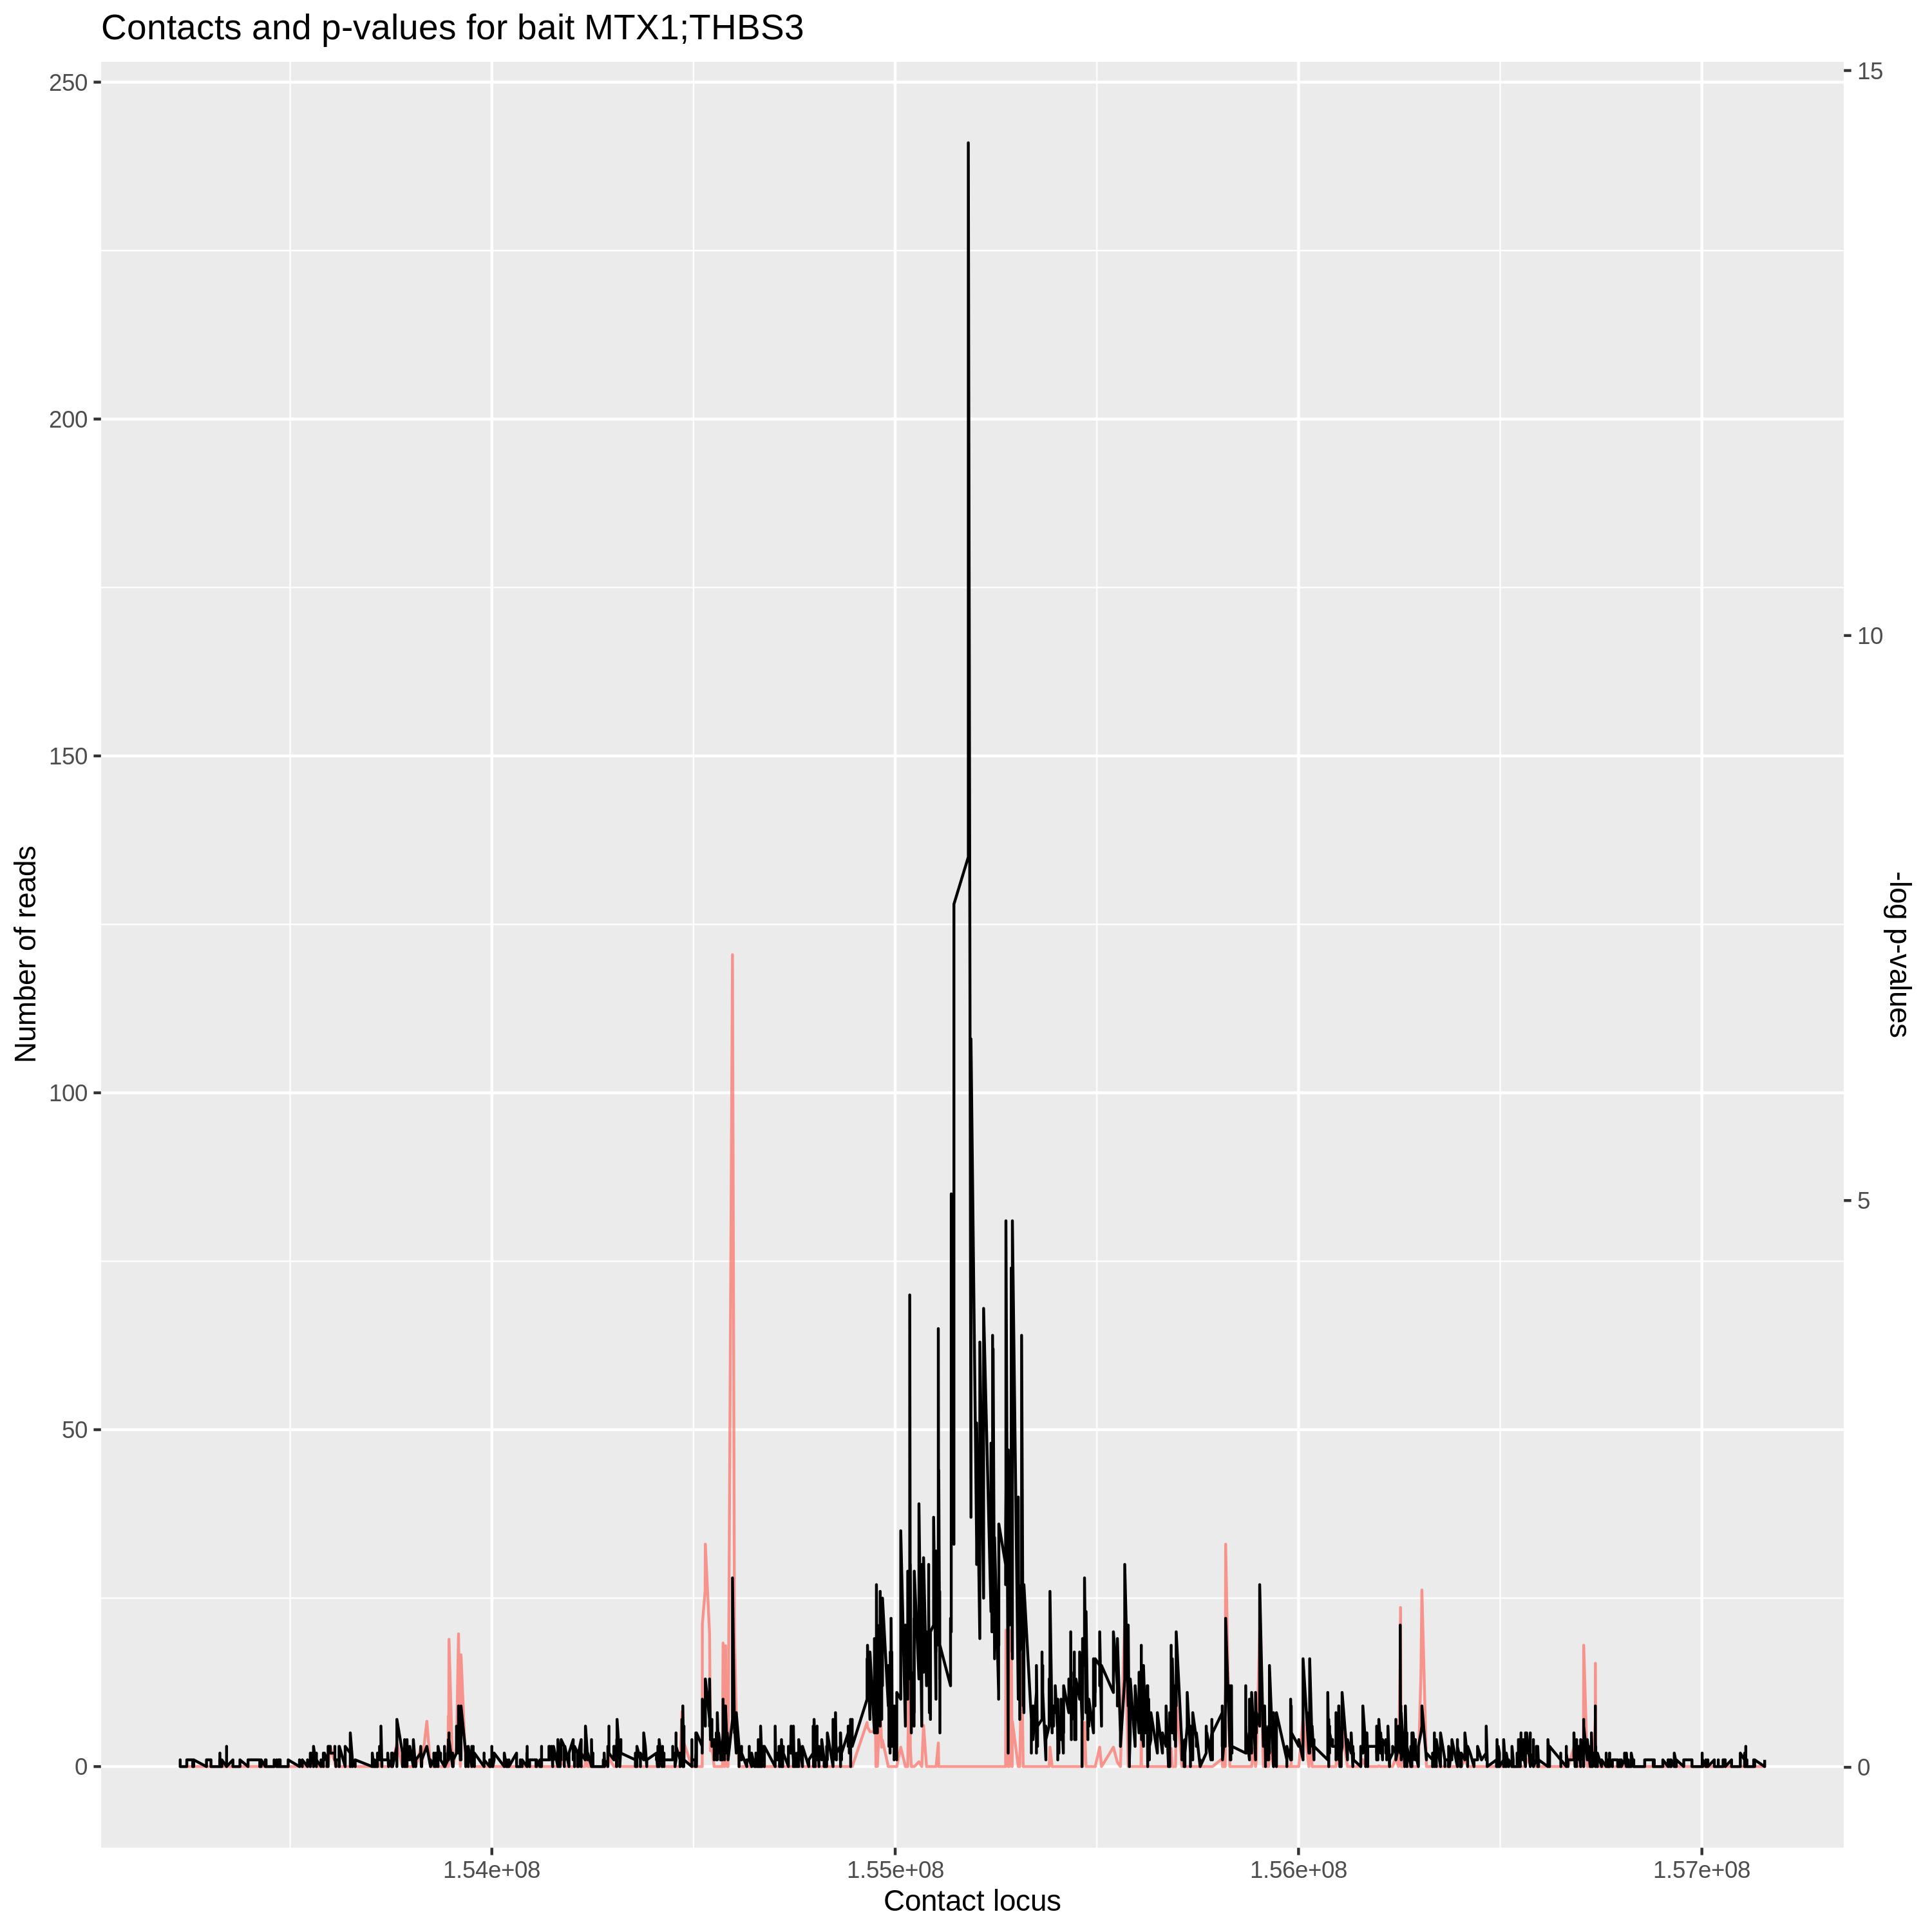 Contacts and p-values for bait MTX1;THBS3
250
200
150
100
50
0
Number of reads
15
10
5
0
-log p-values
1.54e+08
1.55e+08
1.56e+08
1.57e+08
Contact locus